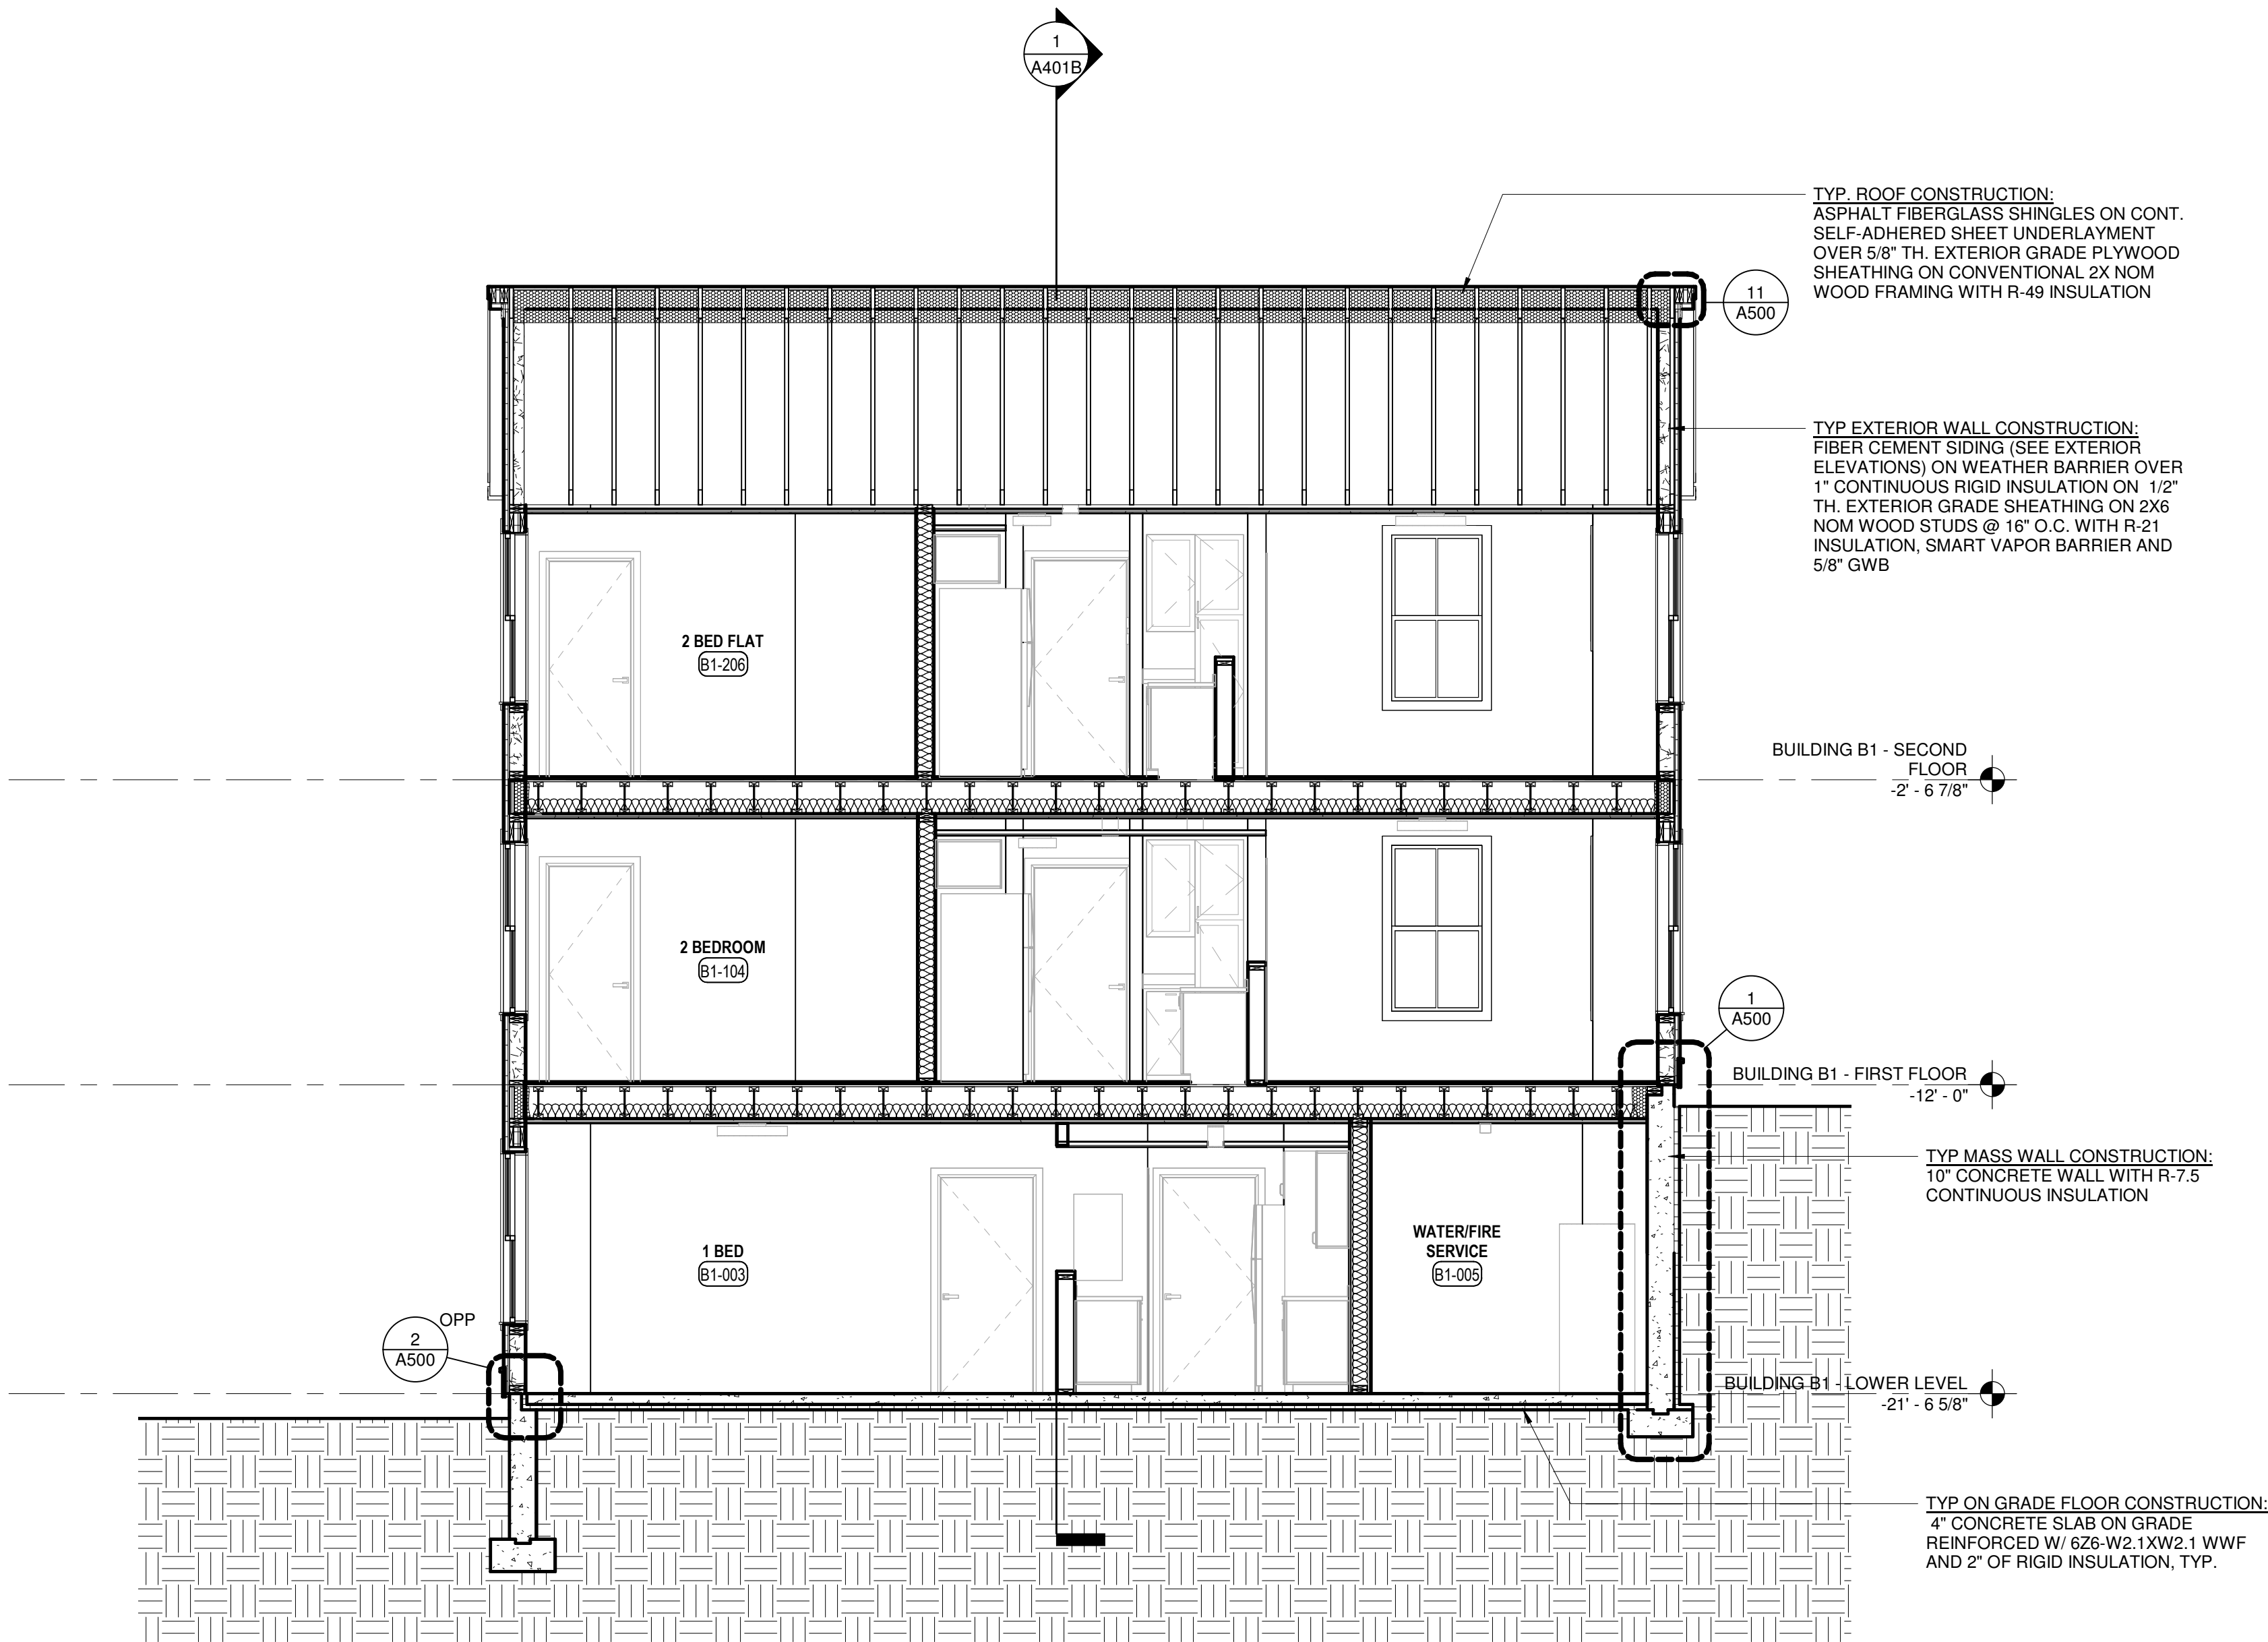 1
A401B
TYP. ROOF CONSTRUCTION:
ASPHALT FIBERGLASS SHINGLES ON CONT.
SELF-ADHERED SHEET UNDERLAYMENT
OVER 5/8" TH. EXTERIOR GRADE PLYWOOD
SHEATHING ON CONVENTIONAL 2X NOM
WOOD FRAMING WITH R-49 INSULATION
11
A500
TYP EXTERIOR WALL CONSTRUCTION:
FIBER CEMENT SIDING (SEE EXTERIOR
ELEVATIONS) ON WEATHER BARRIER OVER
1" CONTINUOUS RIGID INSULATION ON 1/2"
TH. EXTERIOR GRADE SHEATHING ON 2X6
NOM WOOD STUDS @ 16" O.C. WITH R-21
INSULATION, SMART VAPOR BARRIER AND
5/8" GWB
2 BED FLAT
B1-206
BUILDING B1 - SECOND
FLOOR
-2' - 6 7/8"
2 BEDROOM
B1-104
1
A500
BUILDING B1 - FIRST FLOOR
-12' - 0"
TYP MASS WALL CONSTRUCTION:
10" CONCRETE WALL WITH R-7.5
CONTINUOUS INSULATION
1 BED
B1-003
WATER/FIRE
SERVICE
B1-005
OPP
2
A500
BUILDING B1 - LOWER LEVEL
-21' - 6 5/8"
TYP ON GRADE FLOOR CONSTRUCTION:
4" CONCRETE SLAB ON GRADE
REINFORCED W/ 6Z6-W2.1XW2.1 WWF
AND 2" OF RIGID INSULATION, TYP.